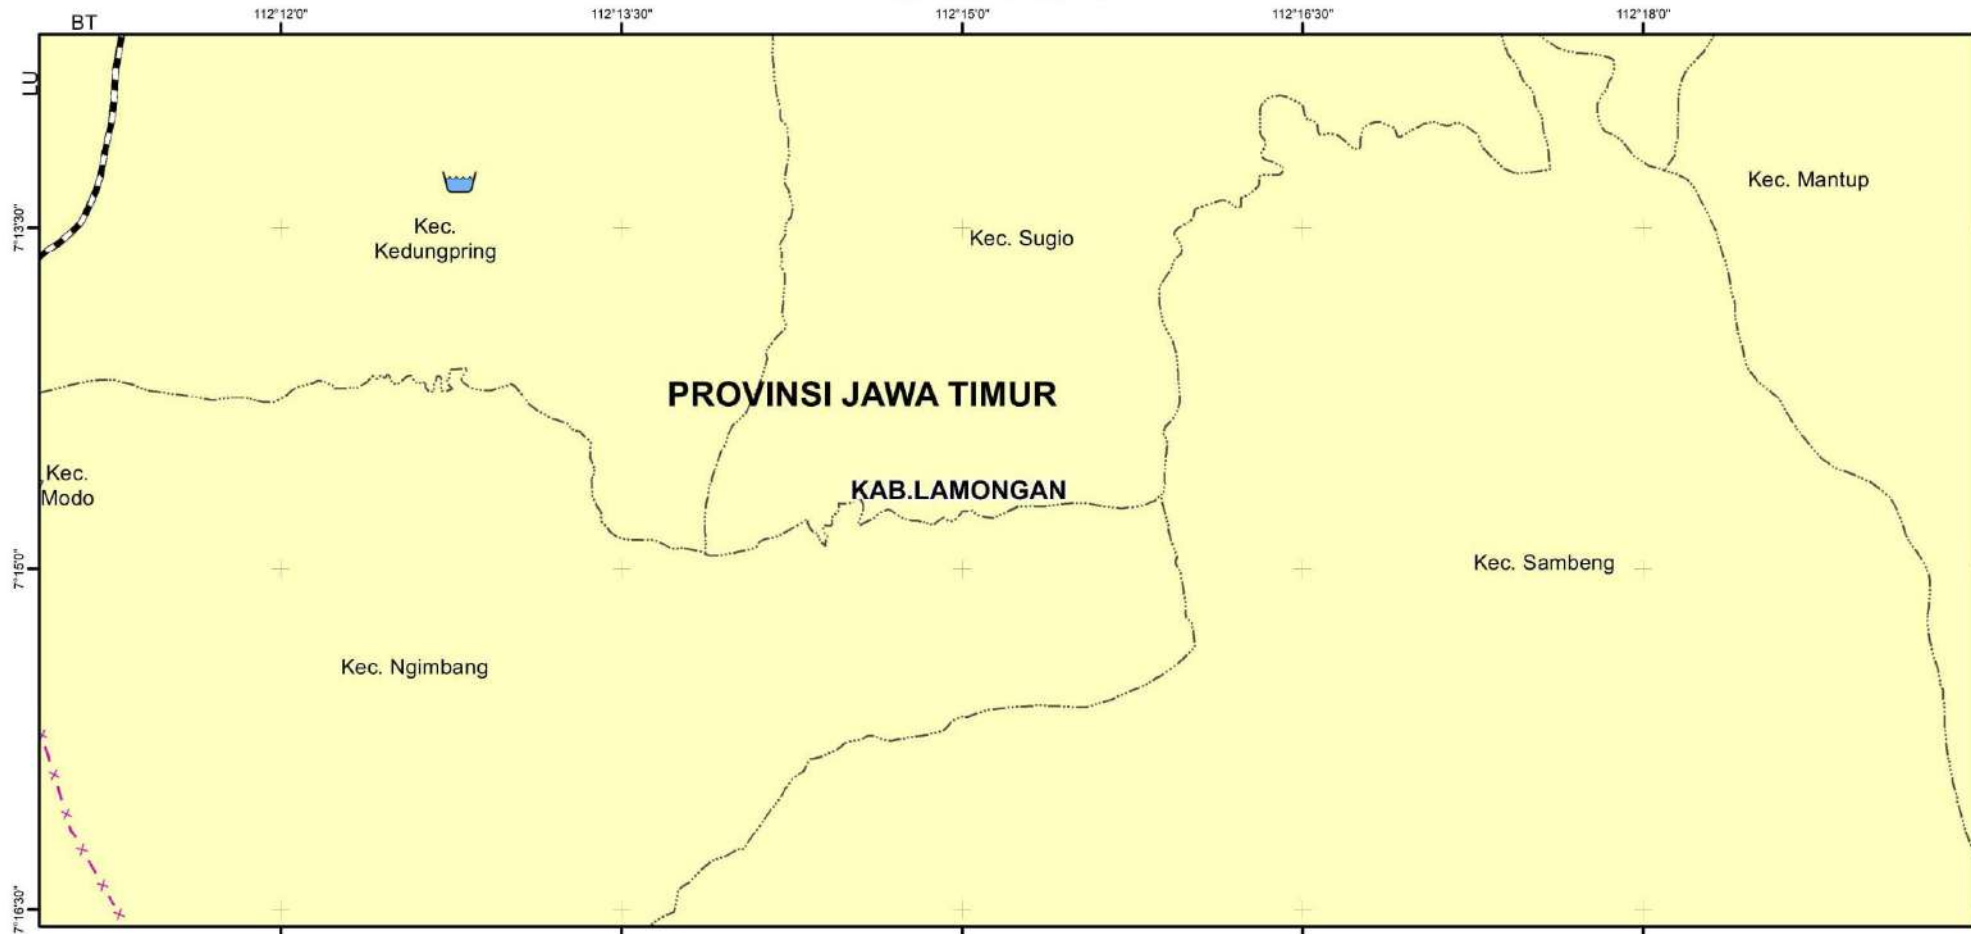 BT
112°12'0"
112°13'30"
112°15'0"
112°16'30"
112°18'0"
LU
7°13'30"
Kec. Mantup
Kec.
Kedungpring
Kec. Sugio
PROVINSI JAWA TIMUR
Kec.
Modo
KAB.LAMONGAN
7°15'0"
Kec. Sambeng
Kec. Ngimbang
7°16'30"